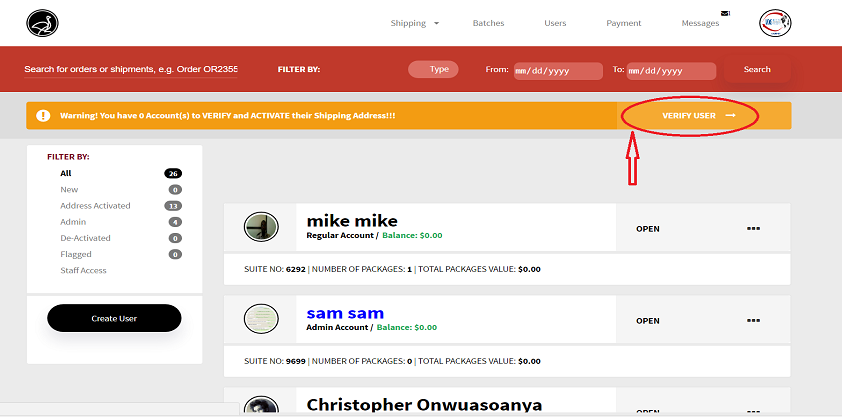 Shipping Batches Users Payment Messages
Search for orders or shipments, e.g. Order OR2355 FILTER BY: Type From: mm/dd/yyyy To: mm/dd/yyyy Search
Warning! You have 0 Account(s) to VERIFY and ACTIVATE their Shipping Address!!! VERIFY USER →
FILTER BY:
All 26
New 0
Address Activated 13
Admin 4
De-Activated 0
Flagged 0
Staff Access
Create User
mike mike
Regular Account / Balance: $0.00
OPEN
SUITE NO: 6292 | NUMBER OF PACKAGES: 1 | TOTAL PACKAGES VALUE: $0.00
sam sam
Admin Account / Balance: $0.00
OPEN
SUITE NO: 9699 | NUMBER OF PACKAGES: 0 | TOTAL PACKAGES VALUE: $0.00
Christopher Onwuasoanya
OPEN